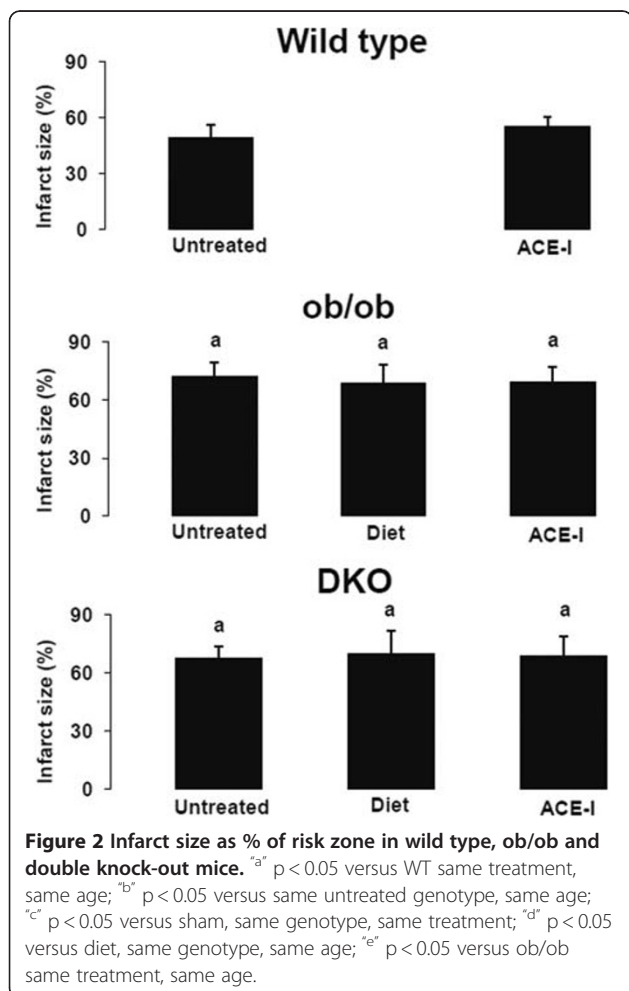 Wild type
Infarct size (%)
90
60
30
0
Untreated
ACE-I
ob/ob
Infarct size (%)
90
60
30
0
a
a
a
Untreated
Diet
ACE-I
DKO
Infarct size (%)
90
60
30
0
a
a
a
Untreated
Diet
ACE-I
Figure 2 Infarct size as % of risk zone in wild type, ob/ob and
double knock-out mice. "a" p < 0.05 versus WT same treatment,
same age; "b" p < 0.05 versus same untreated genotype, same age;
"c" p < 0.05 versus sham, same genotype, same treatment; "d" p < 0.05
versus diet, same genotype, same age; "e" p < 0.05 versus ob/ob
same treatment, same age.